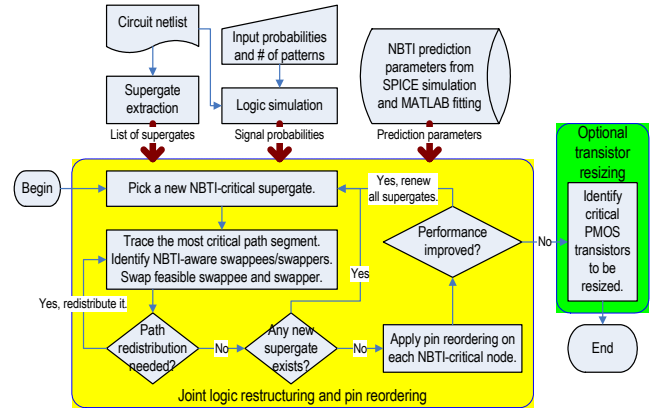 Circuit netlist
Input probabilities
and # of patterns
NBTI prediction
parameters from
SPICE simulation
and MATLAB fitting
Supergate
extraction
Logic simulation
List of supergates
Signal probabilities
Prediction parameters
Optional
transistor
resizing
Begin
Pick a new NBTI-critical supergate.
Yes, renew
all supergates.
Identify
critical
PMOS
transistors
to be
resized.
Trace the most critical path segment.
Identify NBTI-aware swappees/swappers.
Swap feasible swappee and swapper.
Performance
improved?
No
Yes
Yes, redistribute it.
Path
redistribution
needed?
No
Any new
supergate
exists?
No
Apply pin reordering on
each NBTI-critical node.
End
Joint logic restructuring and pin reordering